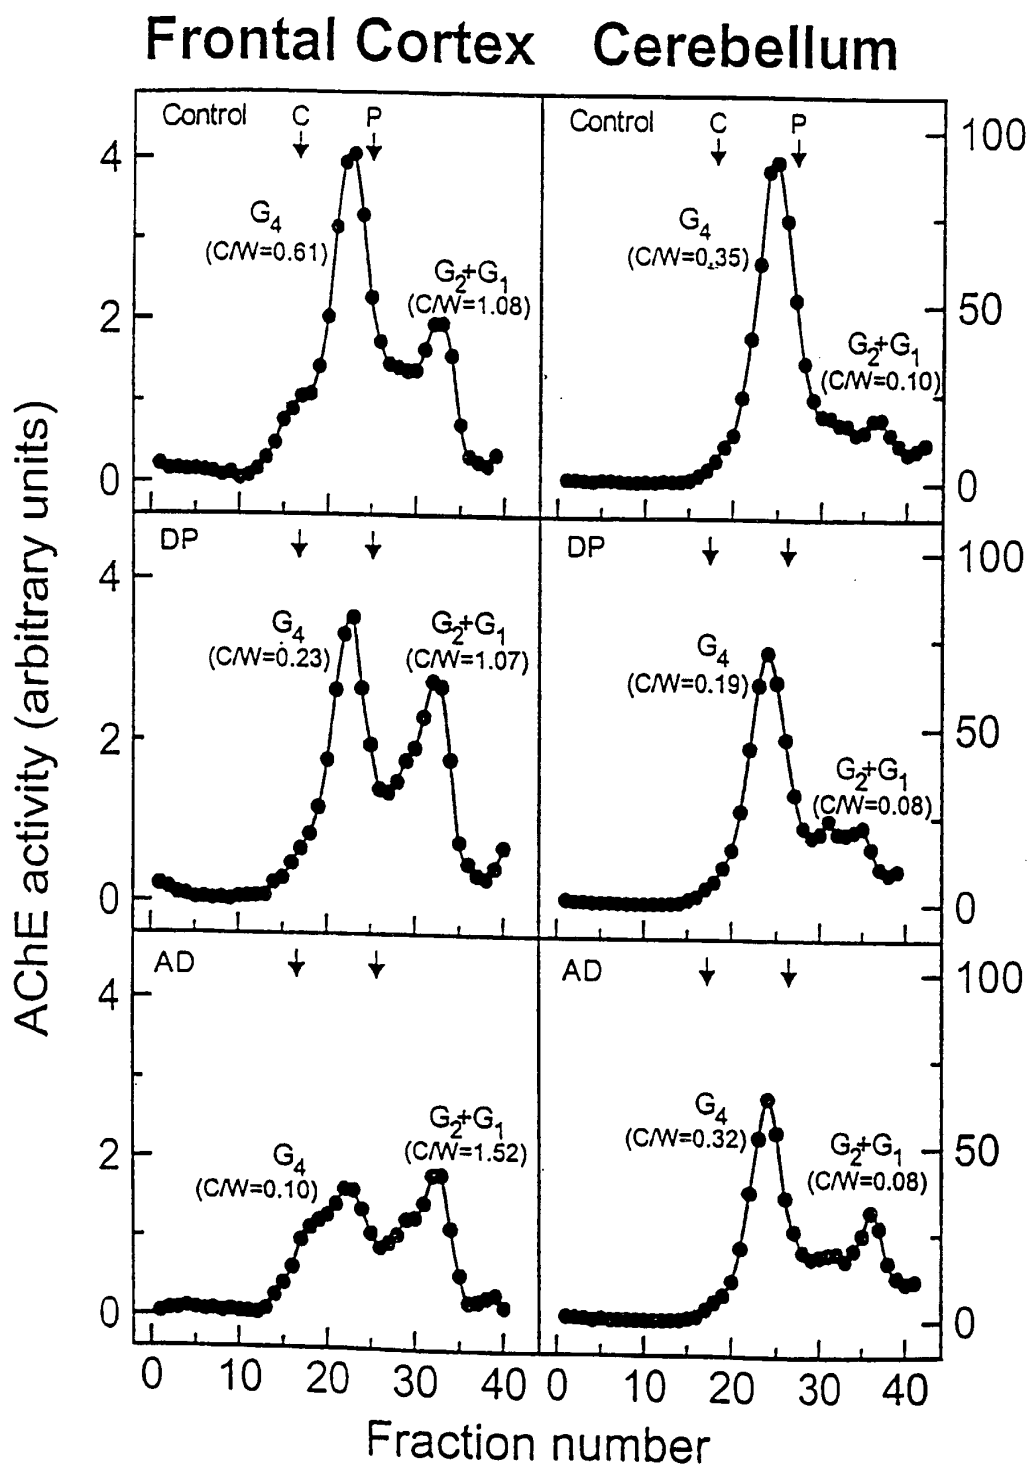 Frontal Cortex Cerebellum
Control C P
4
2
0
G4
(C/W=0.61)
G2+G1
(C/W=1.08)
Control C P
100
50
0
G4
(C/W=0.35)
G2+G1
(C/W=0.10)
DP
4
2
0
G4
(C/W=0.23)
G2+G1
(C/W=1.07)
DP
100
50
0
G4
(C/W=0.19)
G2+G1
(C/W=0.08)
AD
4
2
0
G4
(C/W=0.10)
G2+G1
(C/W=1.52)
AD
100
50
0
G4
(C/W=0.32)
G2+G1
(C/W=0.08)
0 10 20 30 40 0 10 20 30 40
Fraction number
AChE activity (arbitrary units)